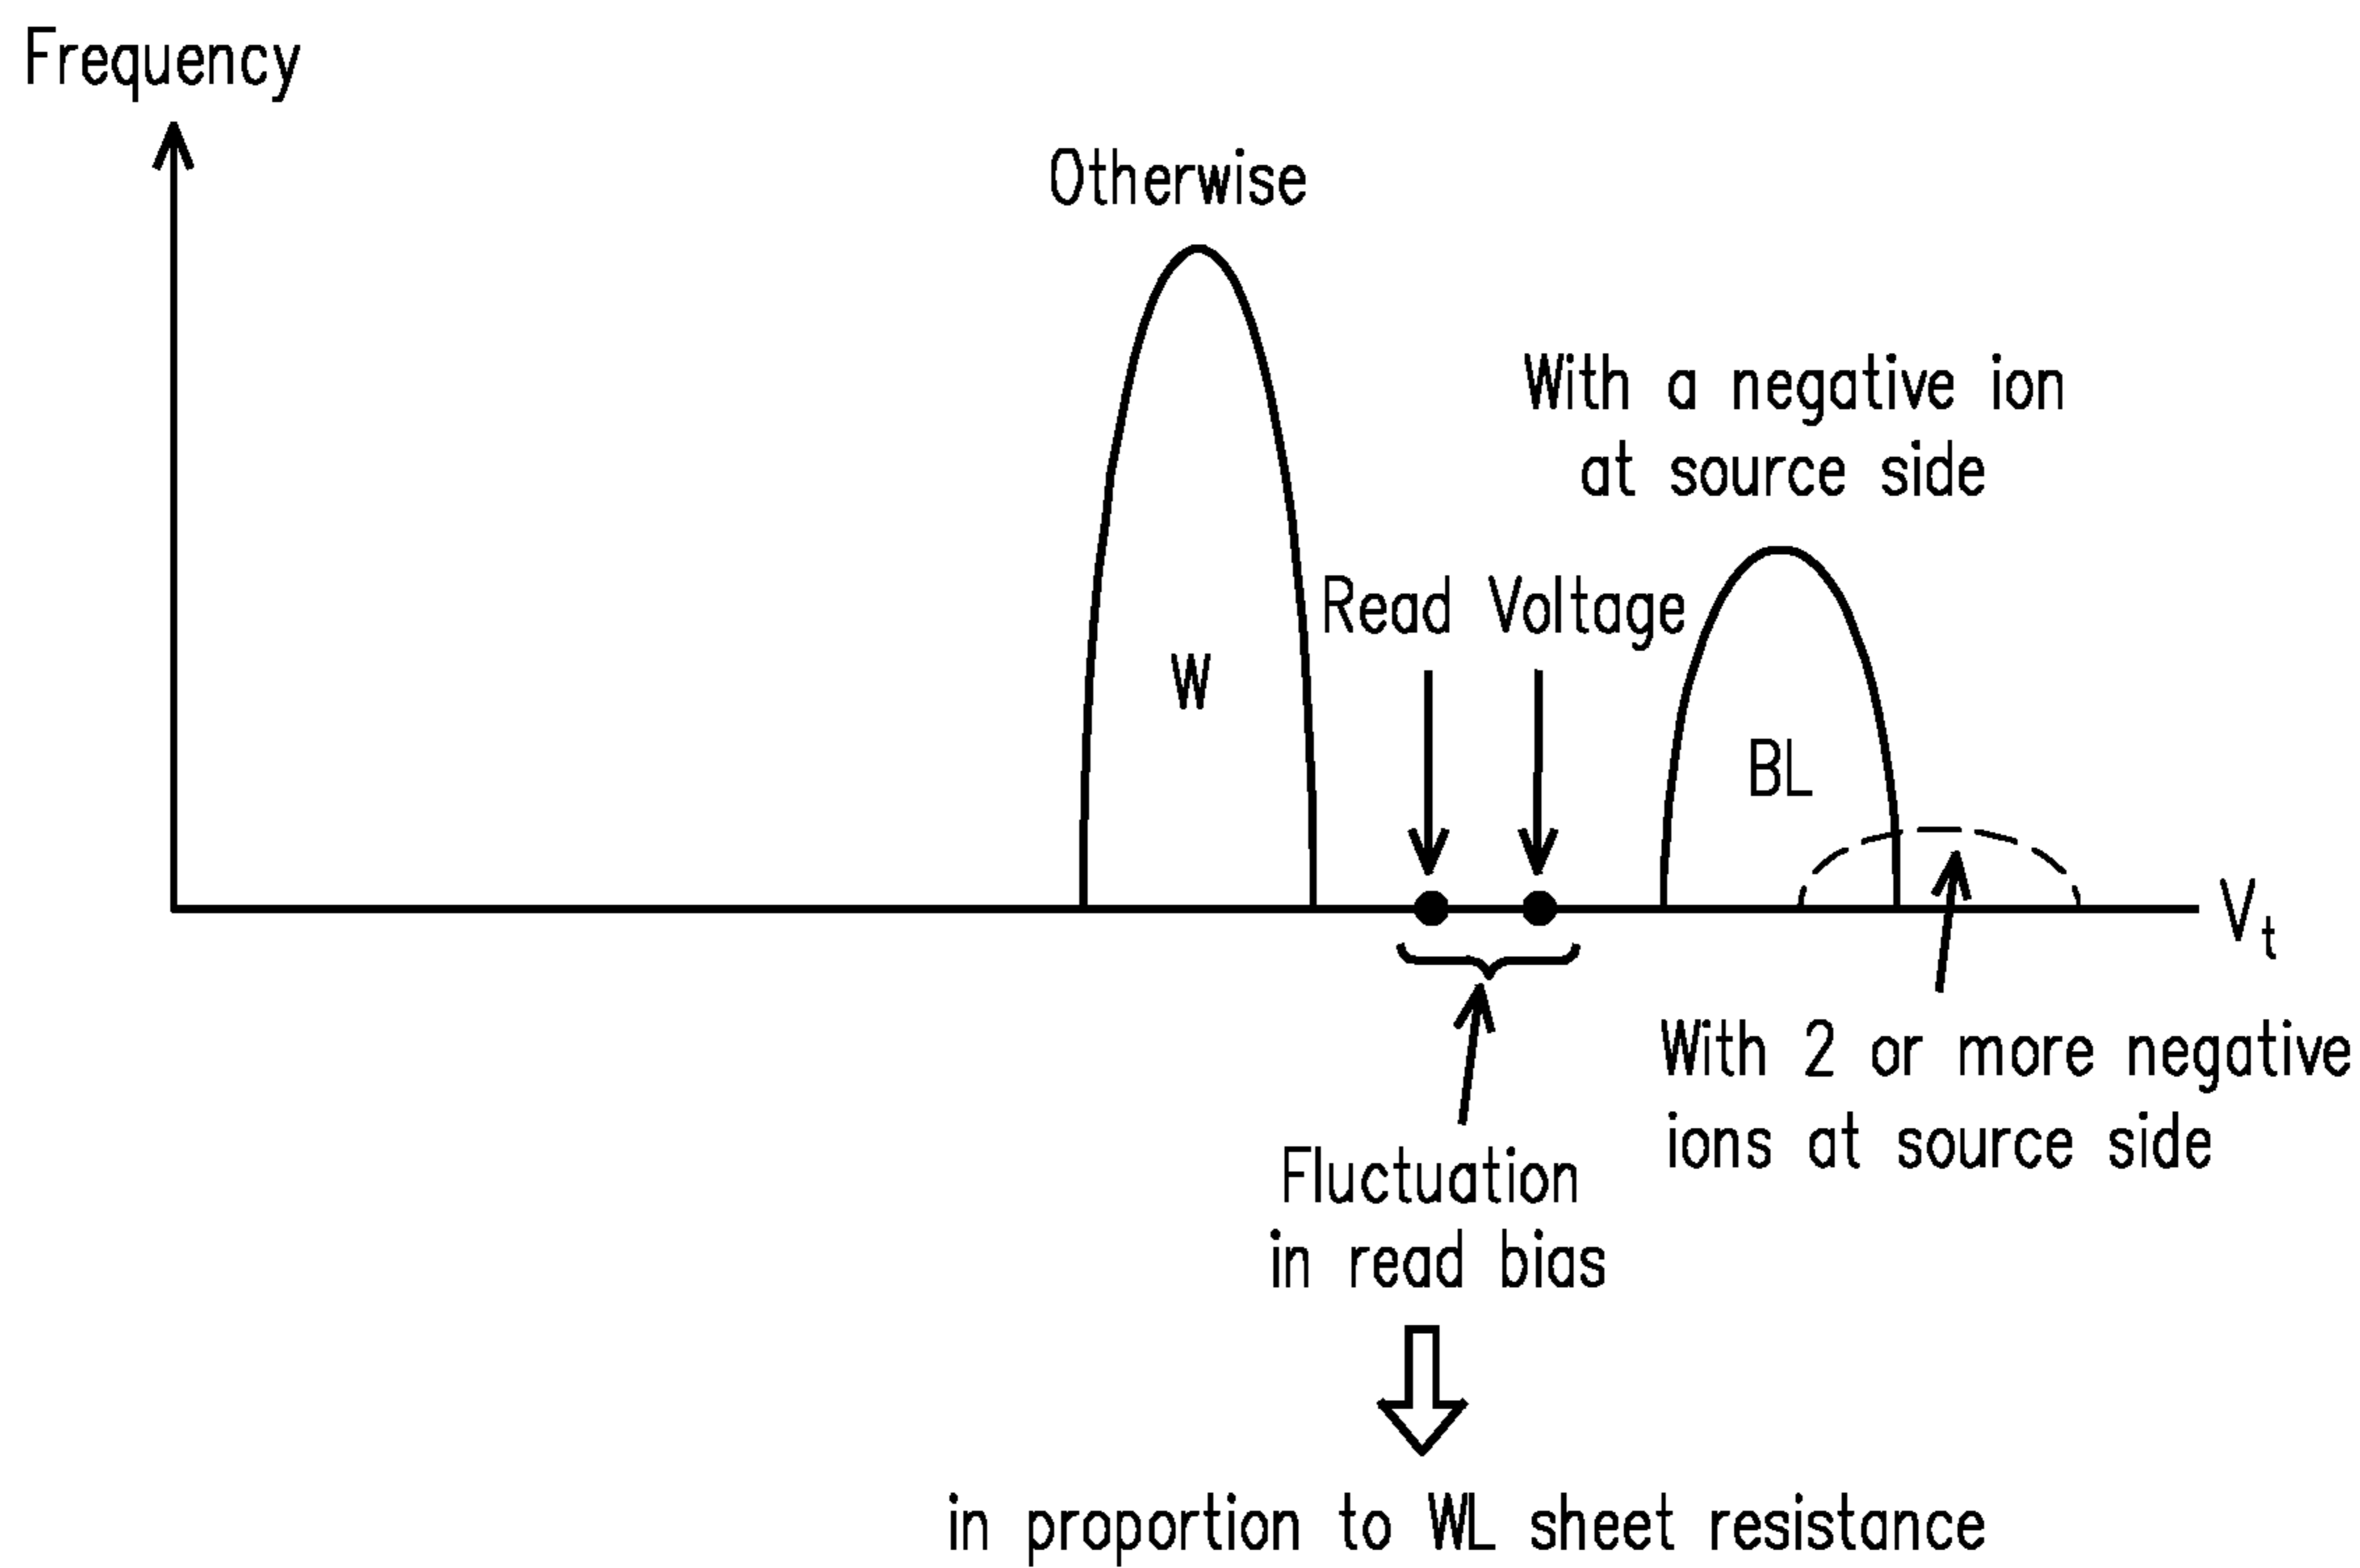 Frequency
Otherwise
With a negative ion
at source side
Read Voltage
W
BL
Vt
With 2 or more negative
ions at source side
Fluctuation
in read bias
in proportion to WL sheet resistance